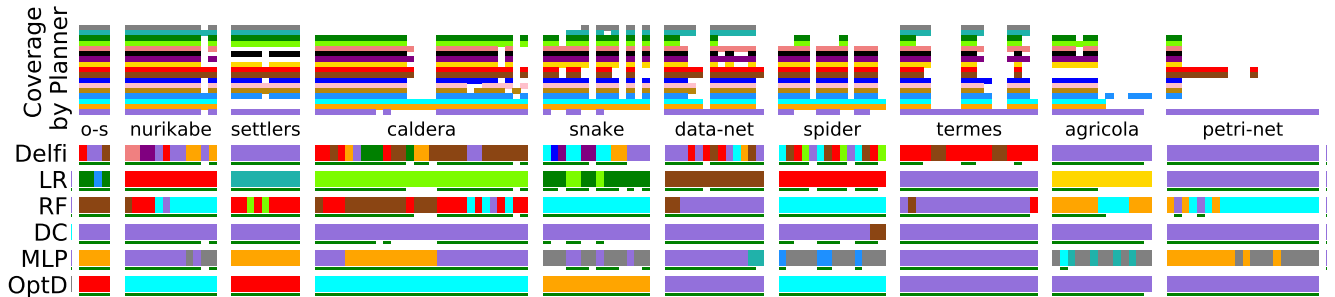 Coverage
by Planner
o-s nurikabe settlers caldera snake data-net spider termes agricola petri-net
Delfi
LR
RF
DC
MLP
OptD